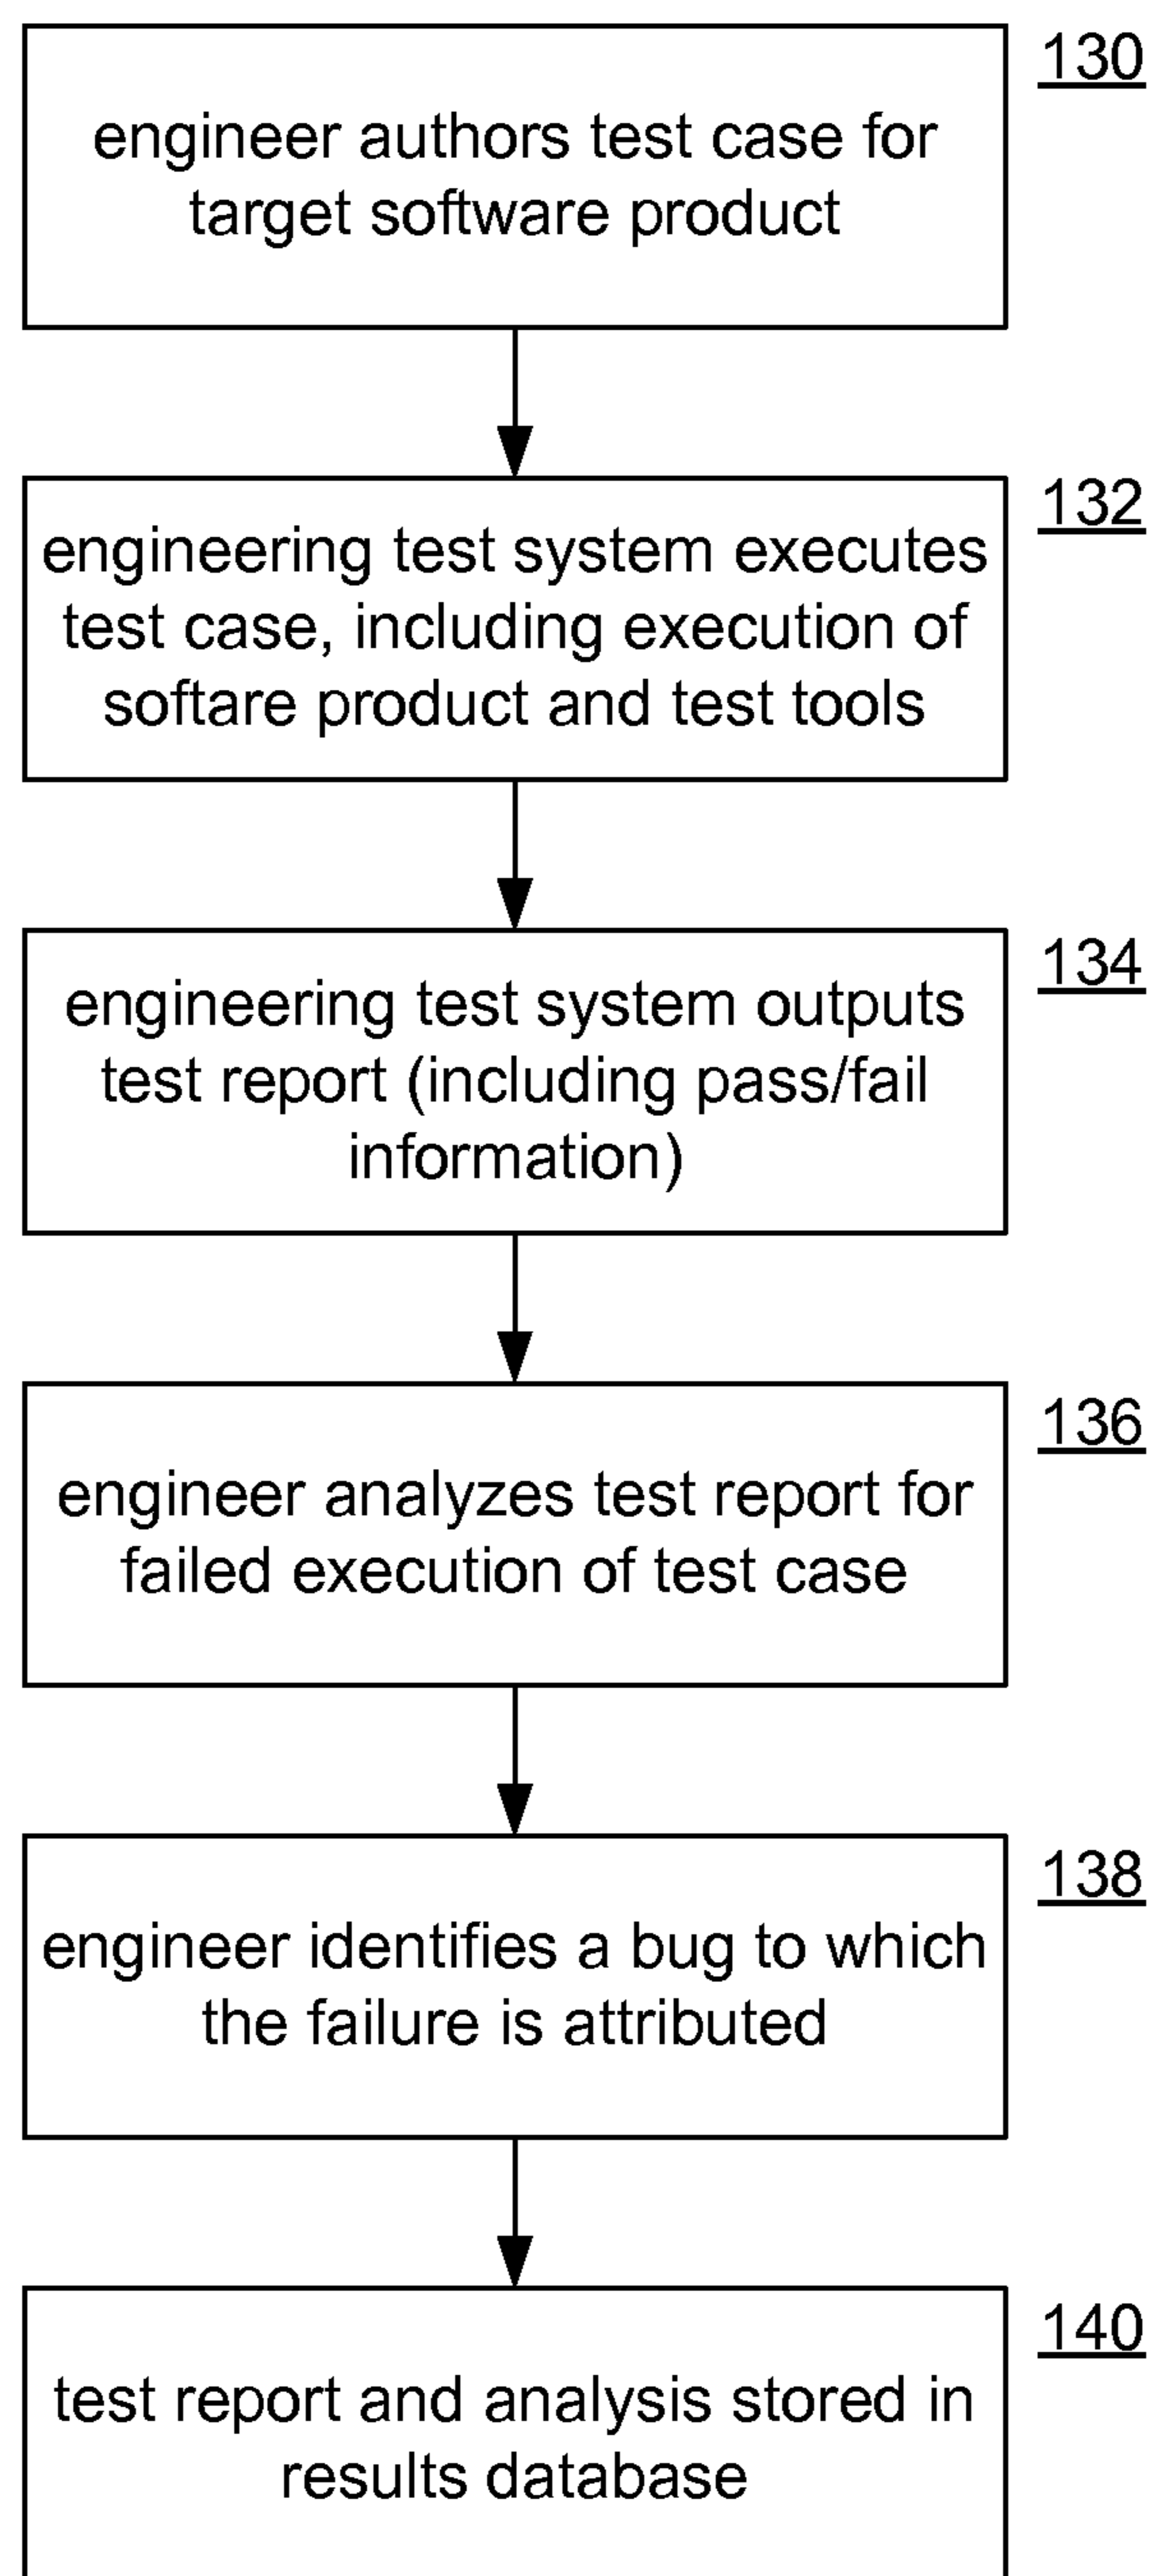 130
engineer authors test case for
target software product
132
engineering test system executes
test case, including execution of
softare product and test tools
134
engineering test system outputs
test report (including pass/fail
information)
136
engineer analyzes test report for
failed execution of test case
138
engineer identifies a bug to which
the failure is attributed
140
test report and analysis stored in
results database